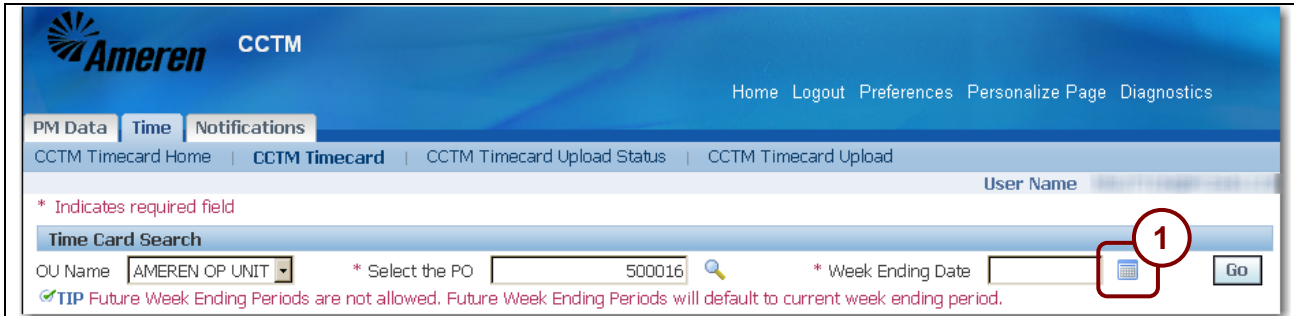 Ameren CCTM
Home Logout Preferences Personalize Page Diagnostics
PM Data Time Notifications
CCTM Timecard Home | CCTM Timecard | CCTM Timecard Upload Status | CCTM Timecard Upload
User Name
* Indicates required field
Time Card Search
1
OU Name AMEREN OP UNIT * Select the PO 500016 * Week Ending Date Go
TIP Future Week Ending Periods are not allowed. Future Week Ending Periods will default to current week ending period.